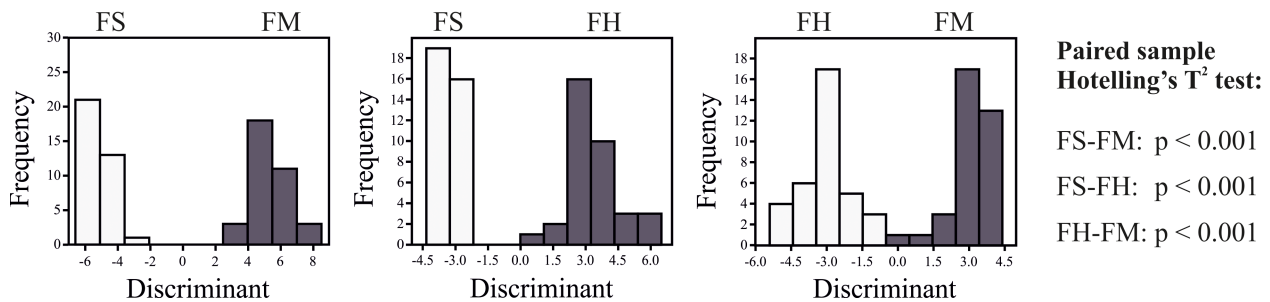 FS FM
30
25
20
15
10
5
0
Frequency
-6 -4 -2 0 2 4 6 8
Discriminant
FS FH
18
16
14
12
10
8
6
4
2
0
Frequency
-4.5 -3.0 -1.5 0.0 1.5 3.0 4.5 6.0
Discriminant
FH FM
18
16
14
12
10
8
6
4
2
0
Frequency
-6.0 -4.5 -3.0 -1.5 0.0 1.5 3.0 4.5
Discriminant
Paired sample
Hotelling's T² test:
FS-FM: p < 0.001
FS-FH: p < 0.001
FH-FM: p < 0.001